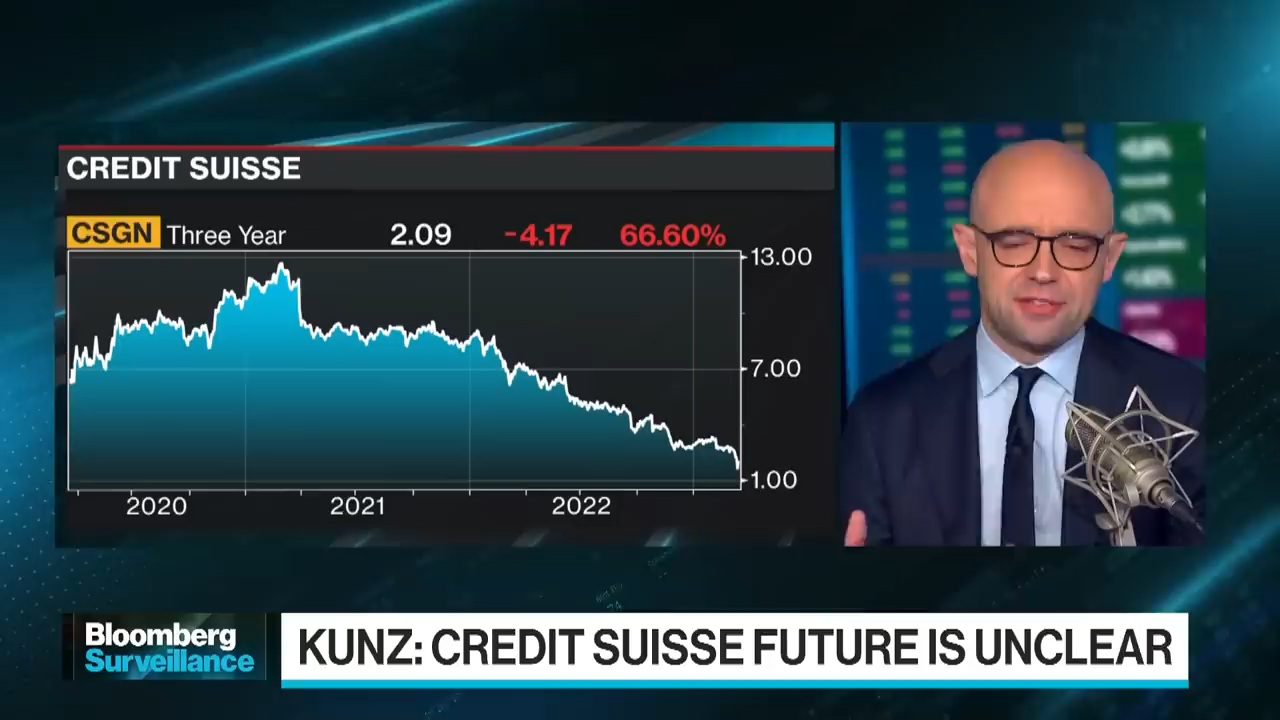 CREDIT SUISSE
CSGN Three Year 2.09 -4.17 66.60%
13.00
7.00
1.00
2020 2021 2022
Bloomberg
Surveillance
KUNZ: CREDIT SUISSE FUTURE IS UNCLEAR